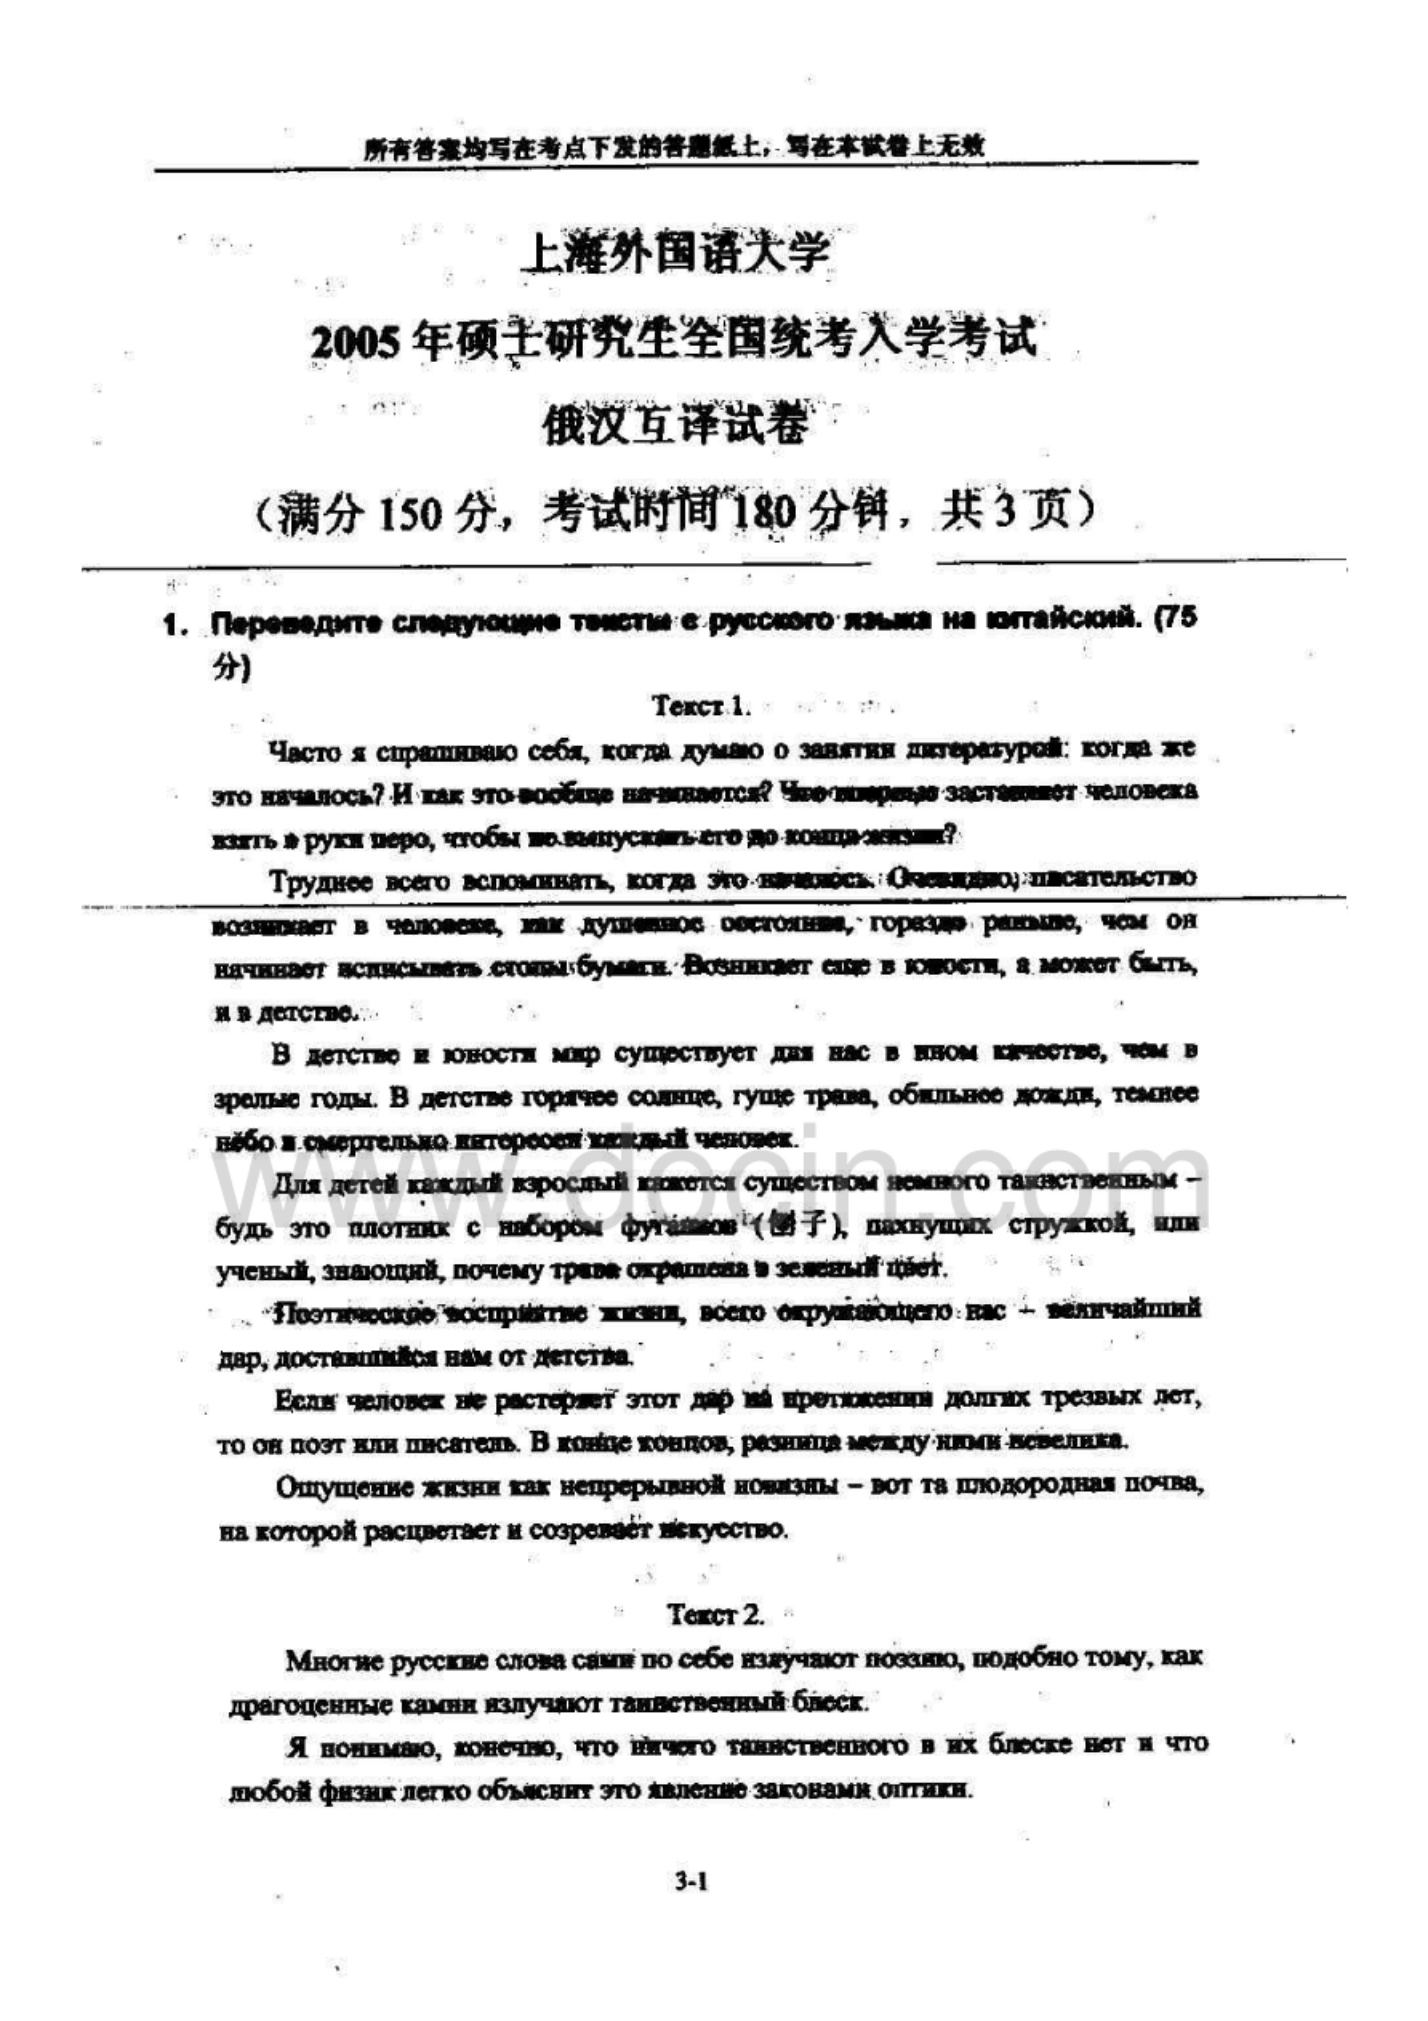 所有答案均写在考点下发的答题纸上，写在本试卷上无效
上海外国语大学
2005年硕士研究生全国统考入学考试
俄汉互译试卷
（满分150分，考试时间180分钟，共3页）
1. Переведите следующие тексты с русского языка на китайский. (75
分)
Текст 1.
Часто я спрашиваю себя, когда думаю о занятии литературой: когда же
это началось? И как это вообще начинается? Что впервые заставляет человека
взять в руки перо, чтобы не выпускать его до конца жизни?
Труднее всего вспоминать, когда это началось. Очевидно, писательство
возникает в человеке, как душевное состояние, гораздо раньше, чем он
начинает исписывать стопы бумаги. Возникает еще в юности, а может быть,
и в детстве.
В детстве и юности мир существует для нас в ином качестве, чем в
зрелые годы. В детстве горячее солнце, гуще трава, обильнее дожди, темнее
небо и смертельно интересен каждый человек.
Для детей каждый взрослый кажется существом немного таинственным –
будь это плотник с набором фуганков (刨子), пахнущих стружкой, или
ученый, знающий, почему трава окрашена в зеленый цвет.
Поэтическое восприятие жизни, всего окружающего нас – величайший
дар, доставшийся нам от детства.
Если человек не растеряет этот дар на протяжении долгих трезвых лет,
то он поэт или писатель. В конце концов, разница между ними невелика.
Ощущение жизни как непрерывной новизны – вот та плодородная почва,
на которой расцветает и созревает искусство.
Текст 2.
Многие русские слова сами по себе излучают поэзию, подобно тому, как
драгоценные камни излучают таинственный блеск.
Я понимаю, конечно, что ничего таинственного в их блеске нет и что
любой физик легко объяснит это явление законами оптики.
3-1
www.docin.com